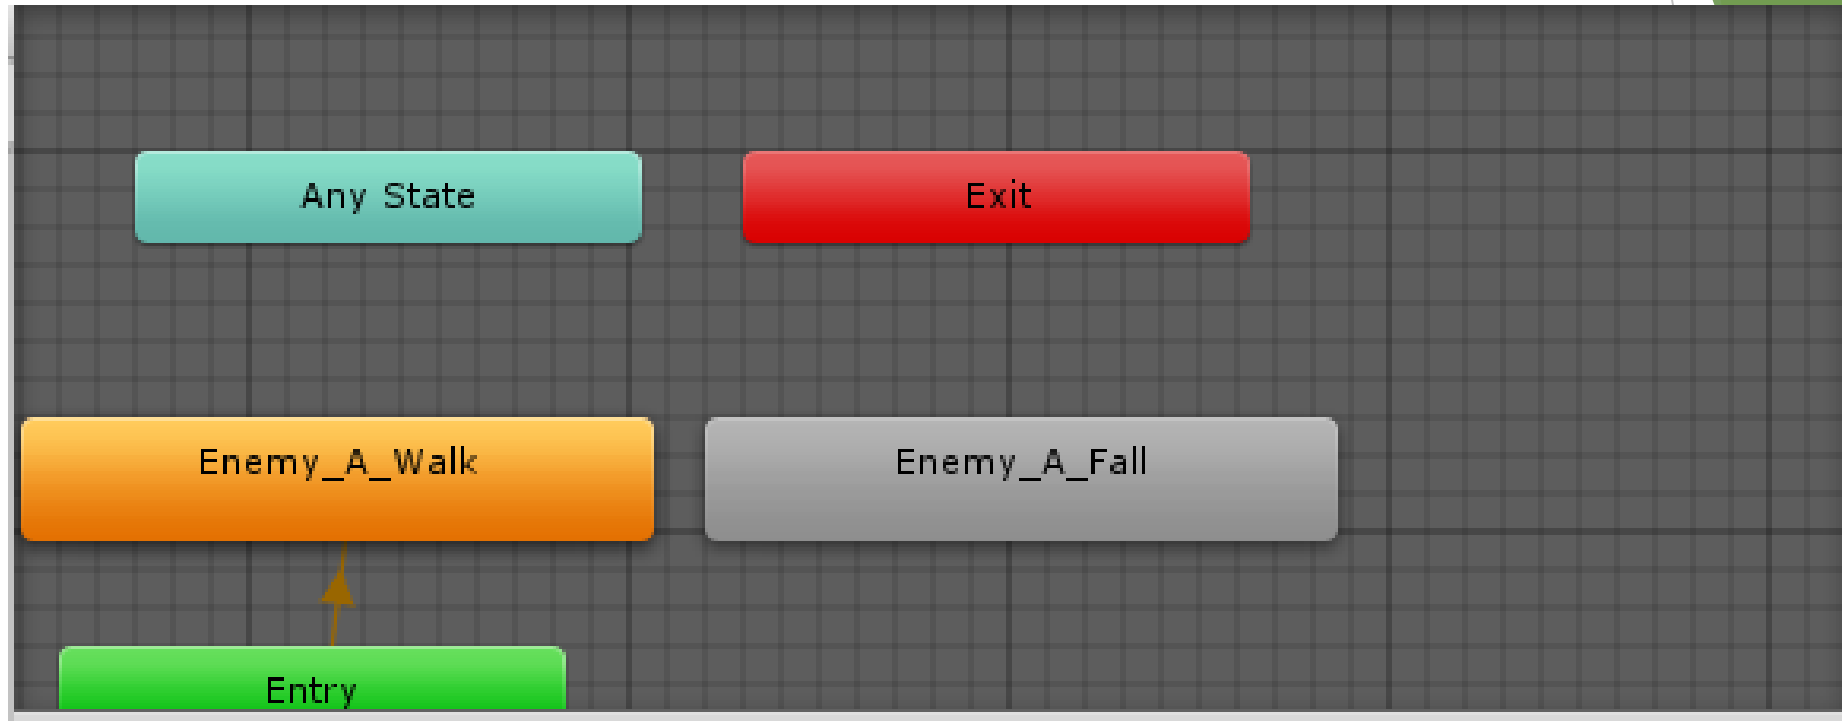 Any State
Exit
Enemy_A_Walk
Enemy_A_Fall
Entry